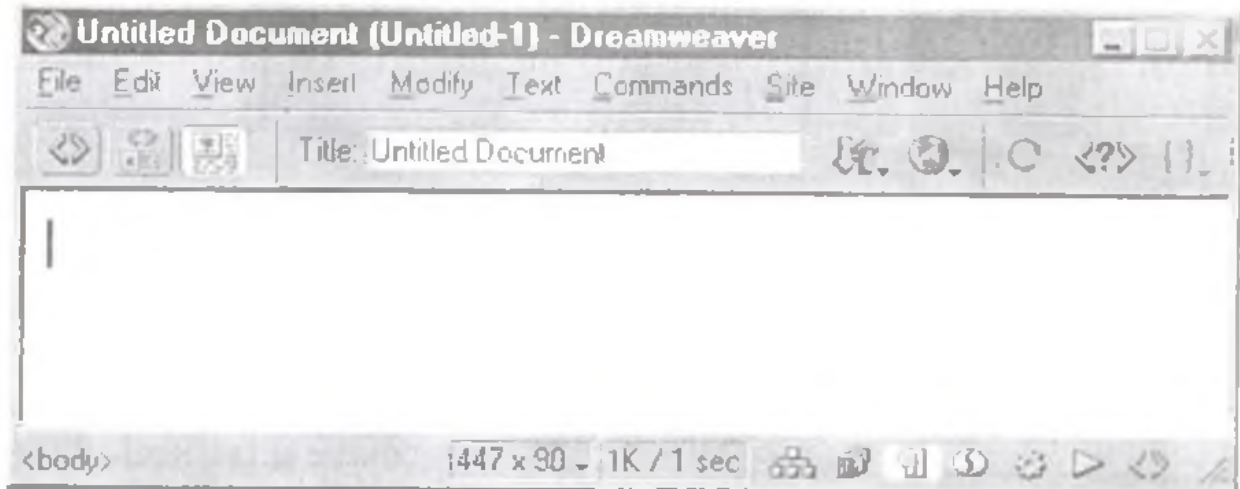 Untitled Document (Untitled-1) - Dreamweaver
File Edit View Insert Modify Text Commands Site Window Help
Title: Untitled Document
<body> 447 x 90 1K / 1 sec